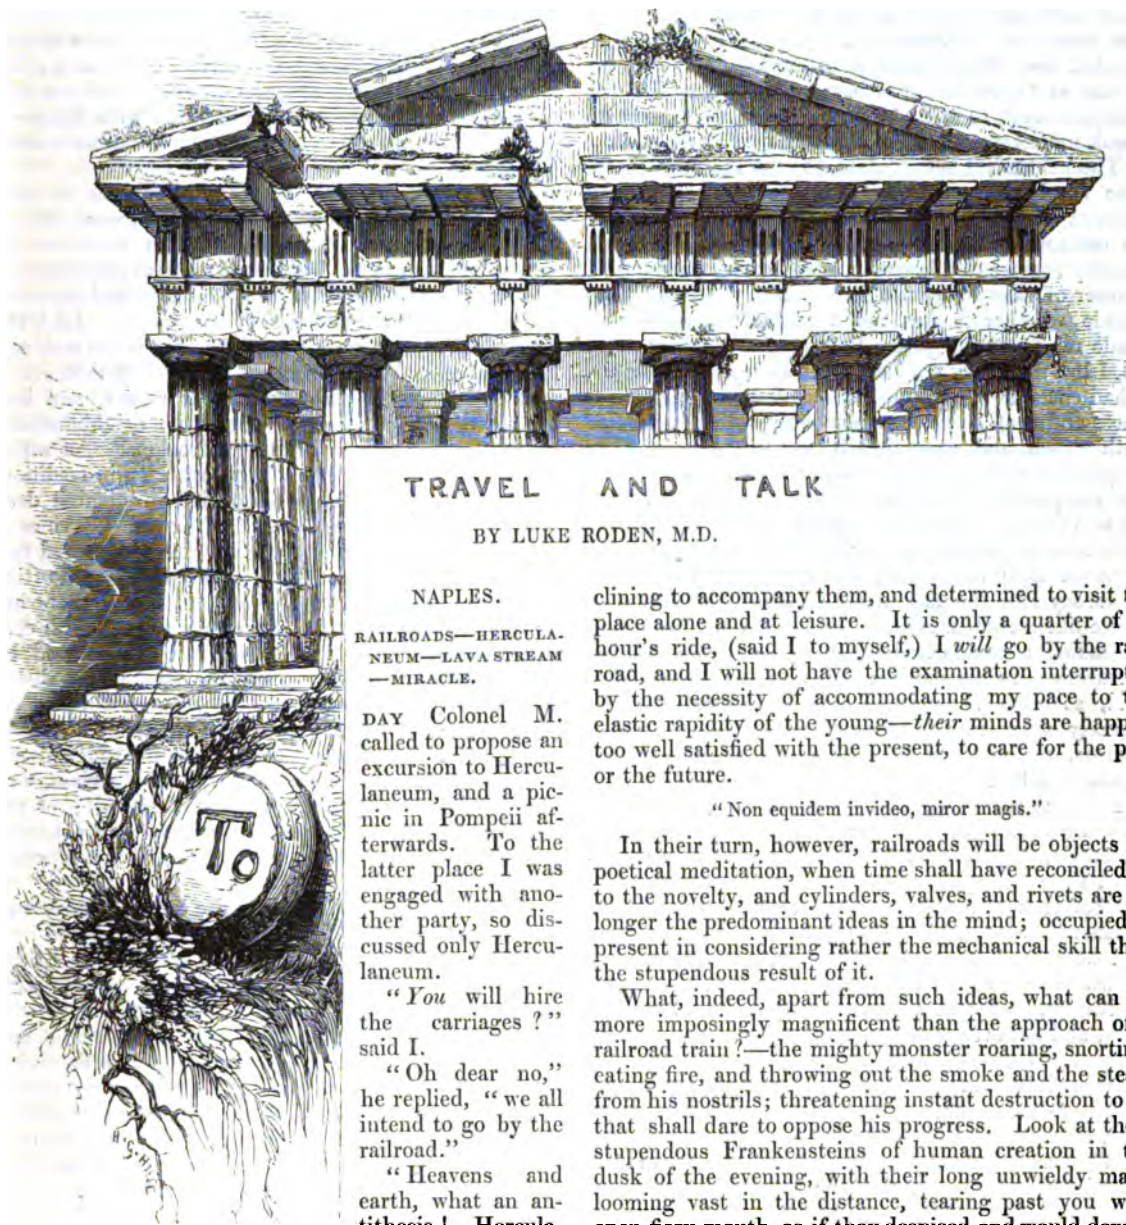 TRAVEL AND TALK
BY LUKE RODEN, M.D.
NAPLES.
RAILROADS—HERCULA-
NEUM—LAVA STREAM
—MIRACLE.
To
DAY Colonel M.
called to propose an
excursion to Hercu-
laneum, and a pic-
nic in Pompeii af-
terwards. To the
latter place I was
engaged with ano-
ther party, so dis-
cussed only Hercu-
laneum.
"You will hire
the carriages?"
said I.
"Oh dear no,"
he replied, "we all
intend to go by the
railroad."
"Heavens and
earth, what an an-
tithesis! Hercula-
clining to accompany them, and determined to visit
place alone and at leisure. It is only a quarter of
hour's ride, (said I to myself,) I will go by the
road, and I will not have the examination
by the necessity of accommodating my pace to
elastic rapidity of the young—their minds are
too well satisfied with the present, to care for the
or the future.
"Non equidem invideo, miror magis."
In their turn, however, railroads will be objects
poetical meditation, when time shall have reconciled
to the novelty, and cylinders, valves, and rivets are
longer the predominant ideas in the mind; occupied
present in considering rather the mechanical skill
the stupendous result of it.
What, indeed, apart from such ideas, what can
more imposingly magnificent than the approach
railroad train?—the mighty monster roaring,
eating fire, and throwing out the smoke and the
from his nostrils; threatening instant destruction to
that shall dare to oppose his progress. Look at
stupendous Frankensteins of human creation in
dusk of the evening, with their long unwieldy
looming vast in the distance, tearing past you